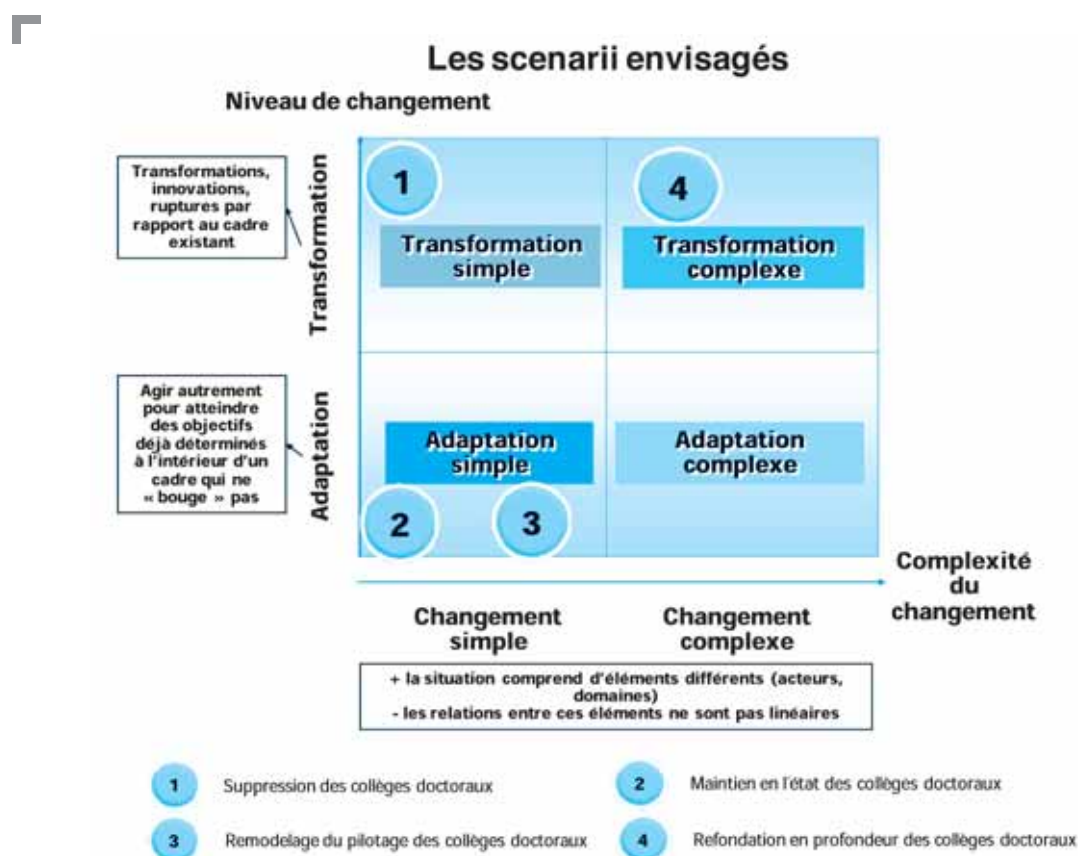 Les scenarii envisagés
Niveau de changement
Transformations,
innovations,
ruptures par
rapport au cadre
existant
Transformation
1
4
Transformation
simple
Transformation
complexe
Agir autrement
pour atteindre
des objectifs
déjà déterminés
à l'intérieur d'un
cadre qui ne
« bouge » pas
Adaptation
Adaptation
simple
Adaptation
complexe
2
3
Complexité
du
changement
Changement
simple
Changement
complexe
+ la situation comprend d'éléments différents (acteurs,
domaines)
- les relations entre ces éléments ne sont pas linéaires
1 Suppression des collèges doctoraux
2 Maintien en l'état des collèges doctoraux
3 Remodelage du pilotage des collèges doctoraux
4 Refondation en profondeur des collèges doctoraux